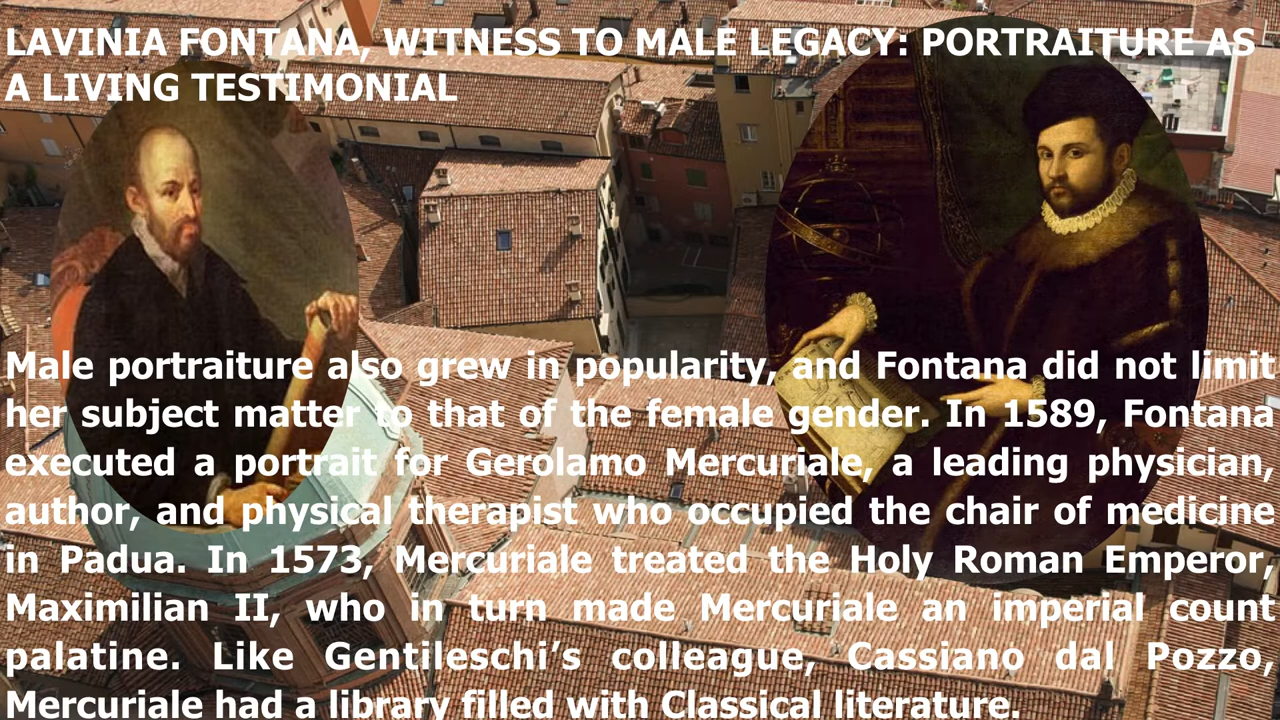 LAVINIA FONTANA, WITNESS TO MALE LEGACY: PORTRAITURE AS
A LIVING TESTIMONIAL
Male portraiture also grew in popularity, and Fontana did not limit
her subject matter to that of the female gender. In 1589, Fontana
executed a portrait for Gerolamo Mercuriale, a leading physician,
author, and physical therapist who occupied the chair of medicine
in Padua. In 1573, Mercuriale treated the Holy Roman Emperor,
Maximilian II, who in turn made Mercuriale an imperial count
palatine. Like Gentileschi’s colleague, Cassiano dal Pozzo,
Mercuriale had a library filled with Classical literature.